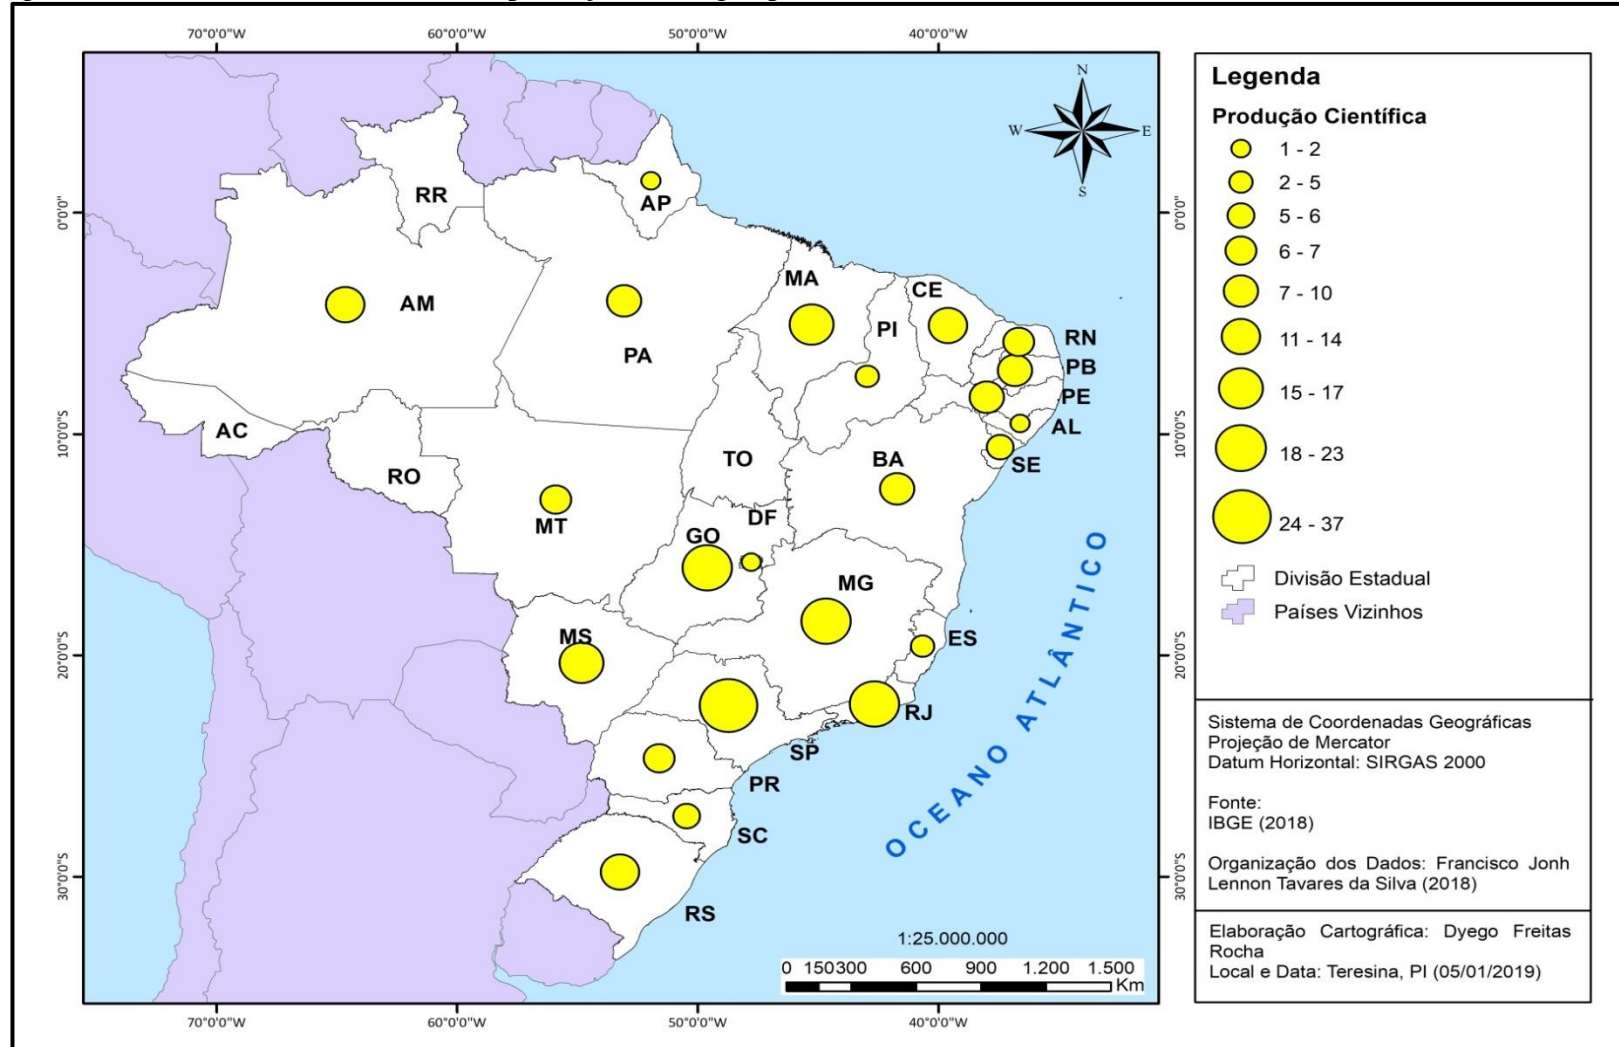 70°0'0"W 60°0'0"W 50°0'0"W 40°0'0"W
0°0'0"
10°0'0"S
20°0'0"S
30°0'0"S
0°0'0"
10°0'0"S
20°0'0"S
30°0'0"S
N
W E
S
RR
AP
AM
PA
MA
CE
PI
RN
PB
PE
AL
SE
AC
RO
TO
BA
MT
DF
GO
MG
MS
ES
RJ
SP
PR
SC
RS
OCEANO ATLÂNTICO
1:25.000.000
0 150 300 600 900 1.200 1.500
Km
70°0'0"W 60°0'0"W 50°0'0"W 40°0'0"W
Legenda
Produção Científica
1 - 2
2 - 5
5 - 6
6 - 7
7 - 10
11 - 14
15 - 17
18 - 23
24 - 37
Divisão Estadual
Países Vizinhos
Sistema de Coordenadas Geográficas
Projeção de Mercator
Datum Horizontal: SIRGAS 2000
Fonte:
IBGE (2018)
Organização dos Dados: Francisco Jonh
Lennon Tavares da Silva (2018)
Elaboração Cartográfica: Dyego Freitas
Rocha
Local e Data: Teresina, PI (05/01/2019)